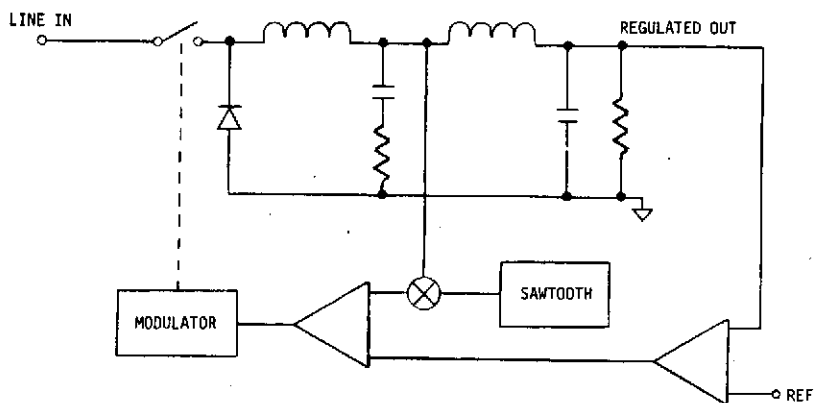 LINE IN
REGULATED OUT
SAWTOOTH
MODULATOR
REF